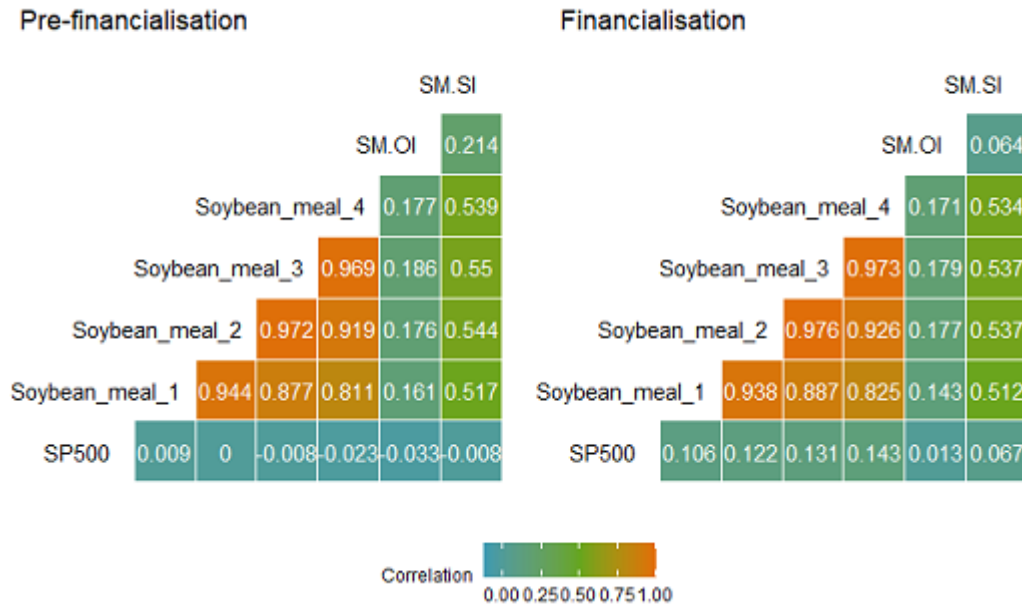 Pre-financialisation Financialisation
SM.SI SM.SI
SM.OI 0.214 SM.OI 0.064
Soybean_meal_4 0.177 0.539 Soybean_meal_4 0.171 0.534
Soybean_meal_3 0.969 0.186 0.55 Soybean_meal_3 0.973 0.179 0.537
Soybean_meal_2 0.972 0.919 0.176 0.544 Soybean_meal_2 0.976 0.926 0.177 0.537
Soybean_meal_1 0.944 0.877 0.811 0.161 0.517 Soybean_meal_1 0.938 0.887 0.825 0.143 0.512
SP500 0.009 0 -0.008 -0.023 -0.033 -0.008 SP500 0.106 0.122 0.131 0.143 0.013 0.067
Correlation
0.00 0.25 0.50 0.75 1.00